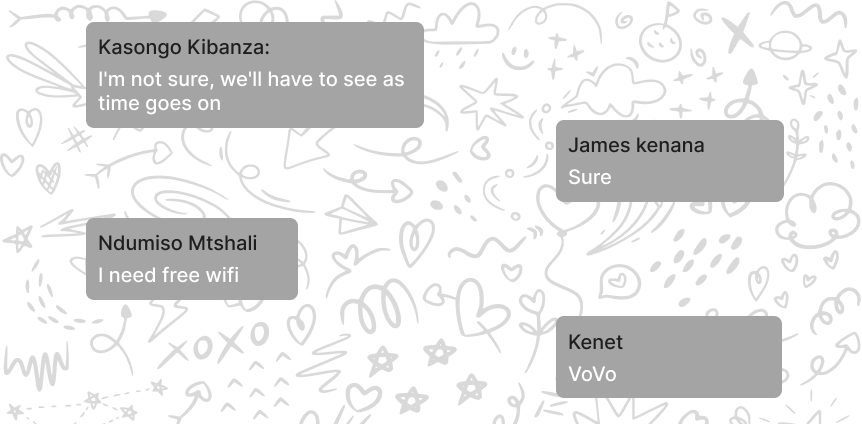 Kasongo Kibanza:
I'm not sure, we'll have to see as
time goes on
James kenana
Sure
Ndumiso Mtshali
I need free wifi
Kenet
VoVo